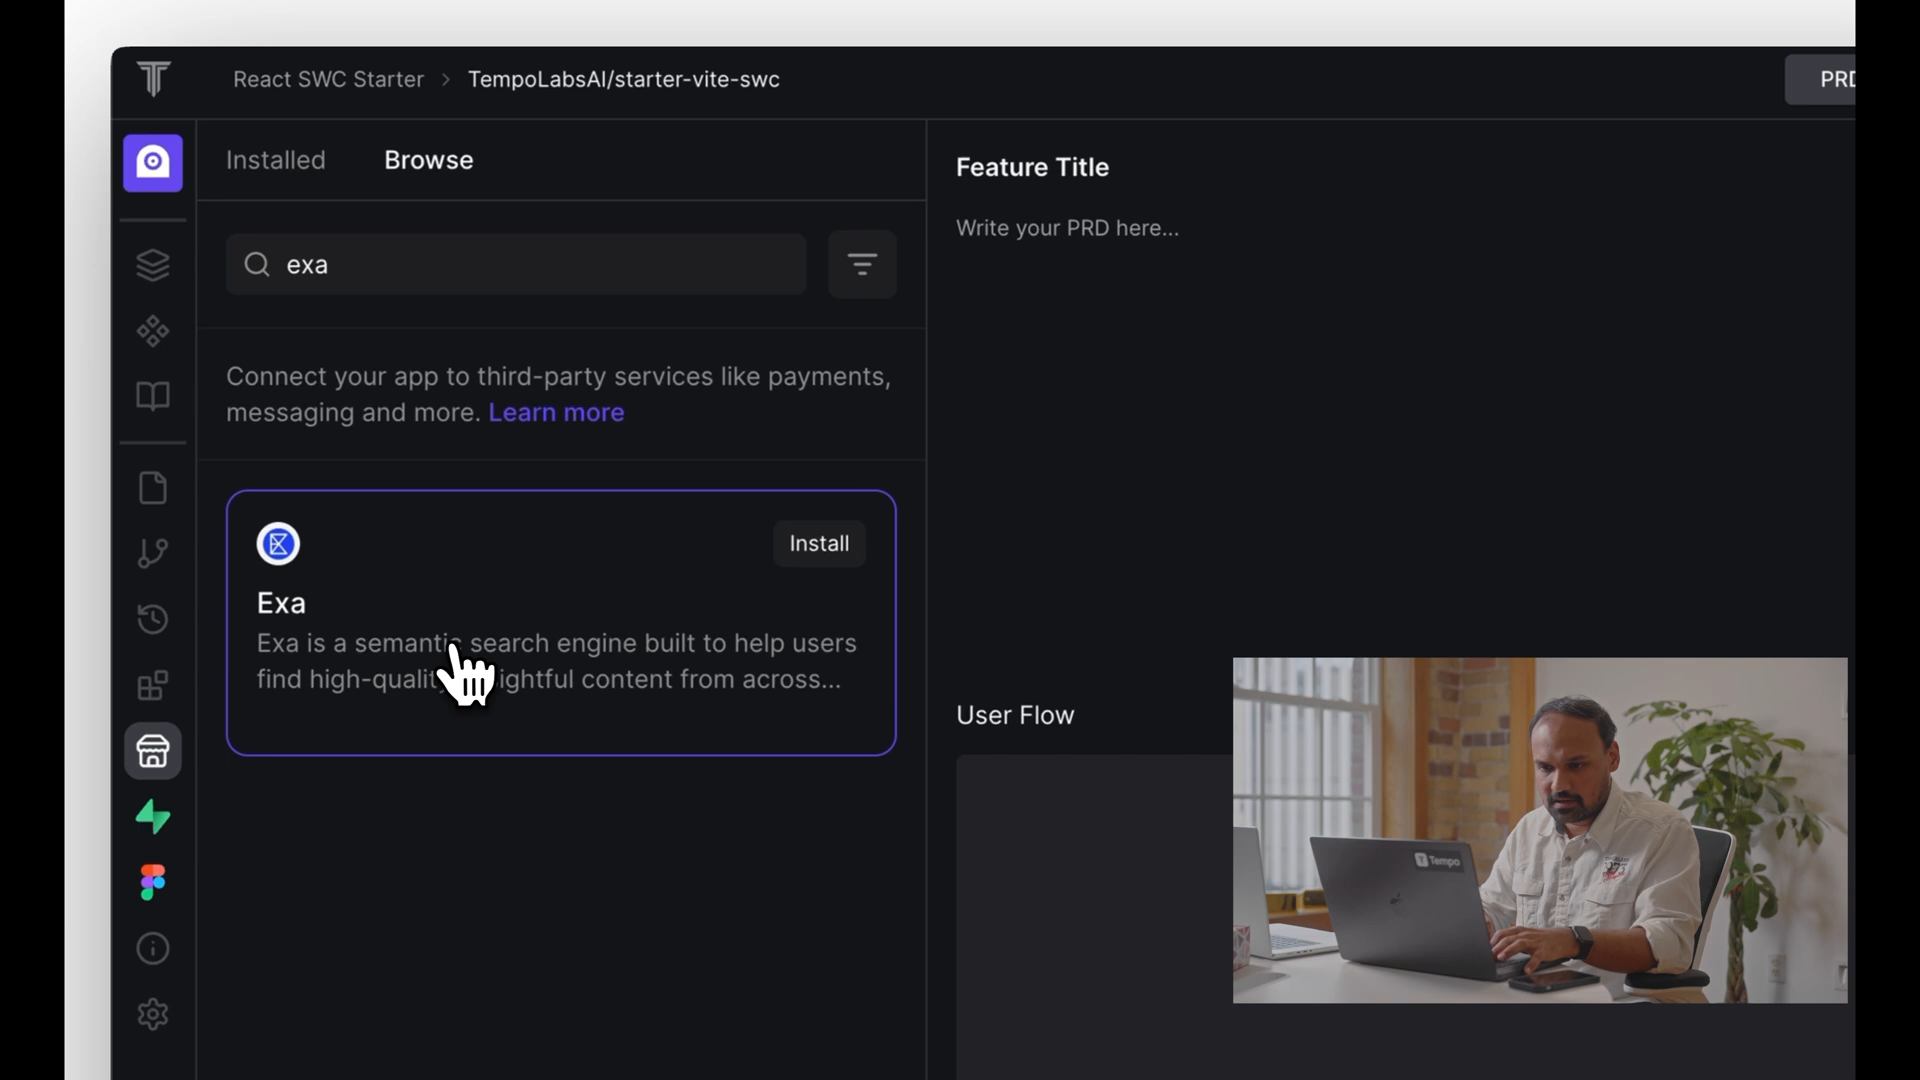 React SWC Starter > TempoLabsAI/starter-vite-swc
PRD
Installed
Browse
exa
Connect your app to third-party services like payments,
messaging and more. Learn more
Install
Exa
Exa is a semantic search engine built to help users
find high-quality ightful content from across...
Feature Title
Write your PRD here...
User Flow
Tempo